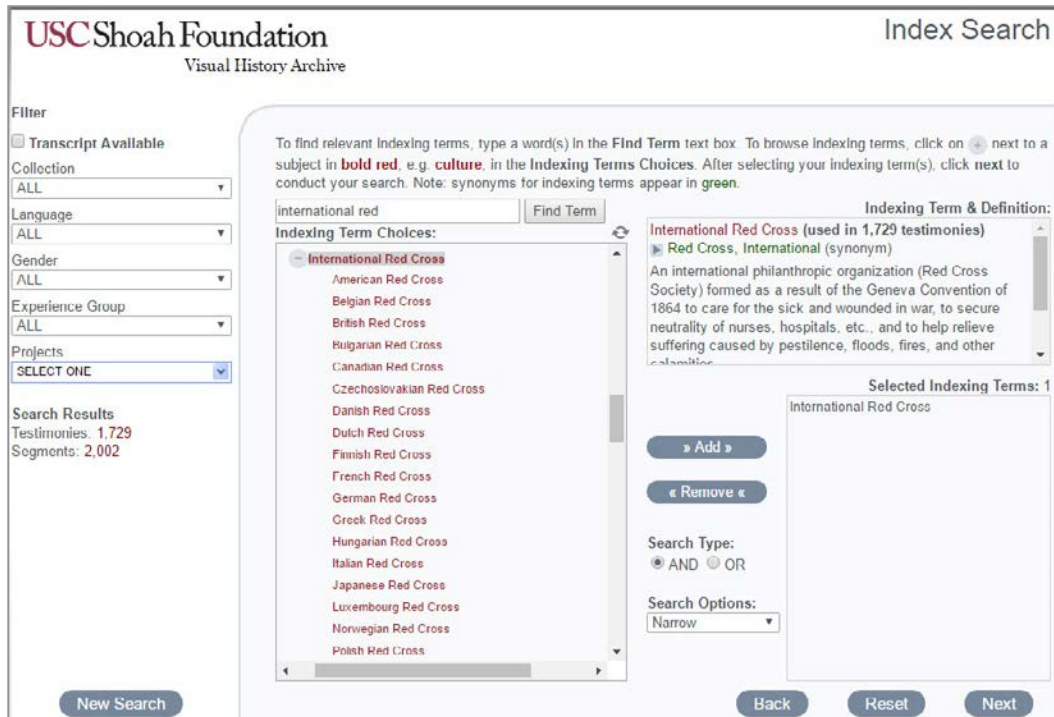 USC Shoah Foundation
Visual History Archive
Index Search
Filter
Transcript Available
Collection
ALL
Language
ALL
Gender
ALL
Experience Group
ALL
Projects
SELECT ONE
Search Results
Testimonies: 1,729
Segments: 2,002
New Search
To find relevant indexing terms, type a word(s) in the Find Term text box. To browse indexing terms, click on + next to a
subject in bold red, e.g. culture, in the Indexing Terms Choices. After selecting your indexing term(s), click next to
conduct your search. Note: synonyms for indexing terms appear in green.
international red
Find Term
Indexing Term Choices:
International Red Cross
American Red Cross
Belgian Red Cross
British Red Cross
Bulgarian Red Cross
Canadian Red Cross
Czechoslovakian Red Cross
Danish Red Cross
Dutch Red Cross
Finnish Red Cross
French Red Cross
German Red Cross
Greek Red Cross
Hungarian Red Cross
Italian Red Cross
Japanese Red Cross
Luxembourg Red Cross
Norwegian Red Cross
Polish Red Cross
Indexing Term & Definition:
International Red Cross (used in 1,729 testimonies)
Red Cross, International (synonym)
An international philanthropic organization (Red Cross
Society) formed as a result of the Geneva Convention of
1864 to care for the sick and wounded in war, to secure
neutrality of nurses, hospitals, etc., and to help relieve
suffering caused by pestilence, floods, fires, and other
calamities
Selected Indexing Terms: 1
International Red Cross
» Add »
« Remove «
Search Type:
AND OR
Search Options:
Narrow
Back
Reset
Next